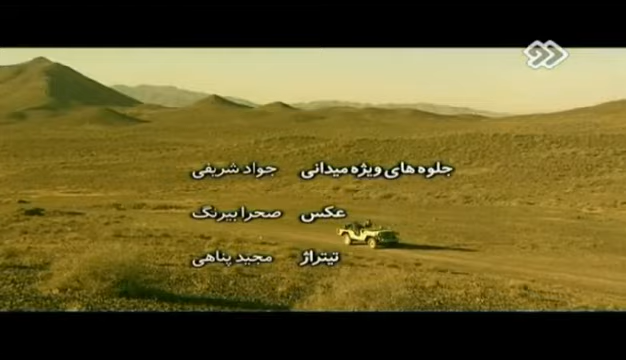 جلوه های ویژه میدانی جواد شریفی
عکس صحرا بیرنگ
تیتراژ مجید پناهی